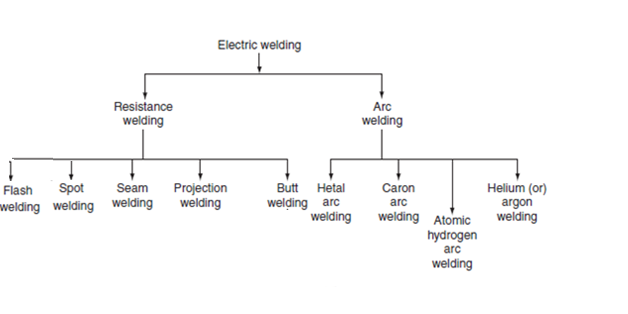 Electric welding
Resistance
welding
Arc
welding
Flash
welding
Spot
welding
Seam
welding
Projection
welding
Butt
welding
Hetal
arc
welding
Caron
arc
welding
Atomic
hydrogen
arc
welding
Helium (or)
argon
welding